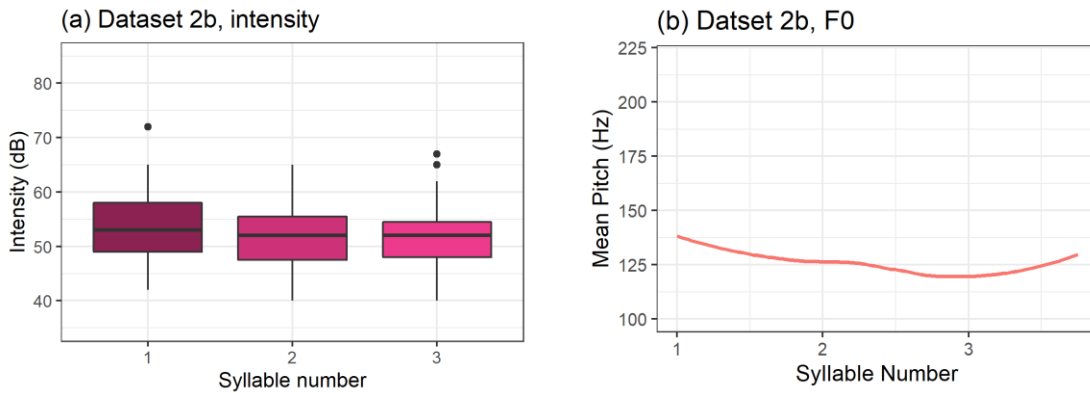 (a) Dataset 2b, intensity
80
70
60
50
40
Intensity (dB)
1 2 3
Syllable number
(b) Datset 2b, F0
225
200
175
150
125
100
Mean Pitch (Hz)
1 2 3
Syllable Number